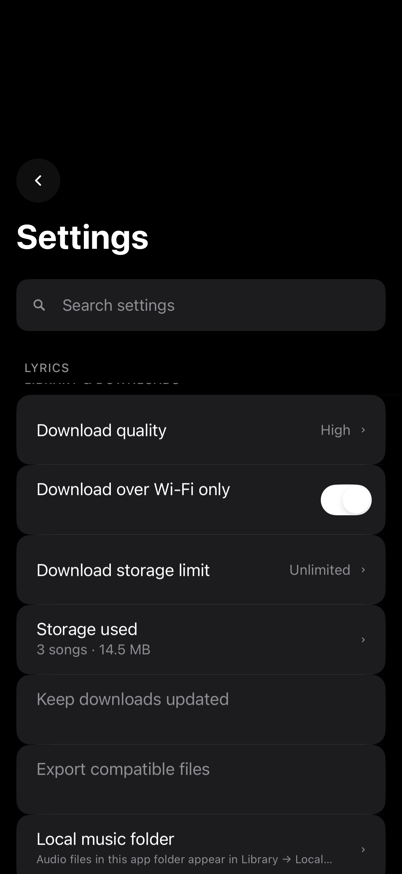 Settings
Search settings
LYRICS
LIBRARY & DOWNLOADS
Download quality
High
Download over Wi-Fi only
Download storage limit
Unlimited
Storage used
3 songs · 14.5 MB
Keep downloads updated
Export compatible files
Local music folder
Audio files in this app folder appear in Library → Local...